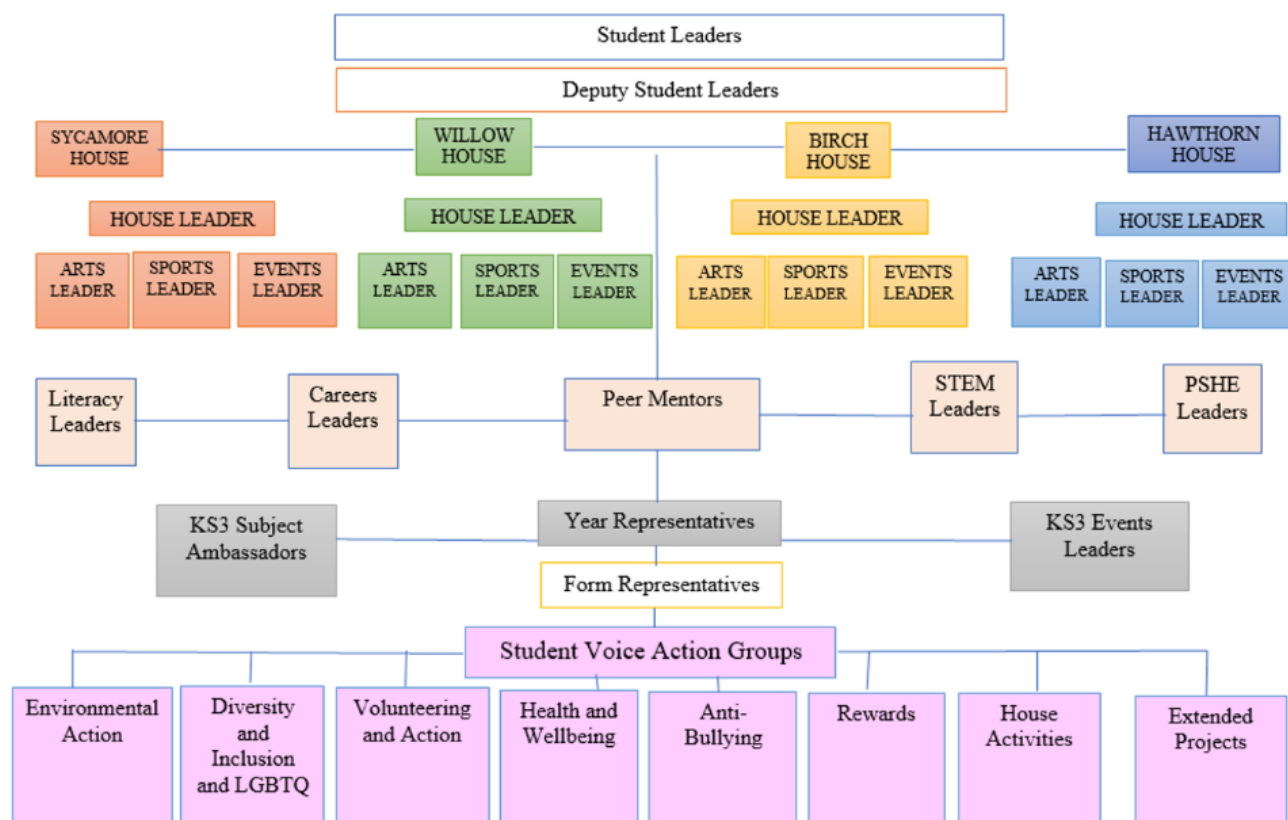 Student Leaders
Deputy Student Leaders
SYCAMORE
HOUSE
WILLOW
HOUSE
BIRCH
HOUSE
HAWTHORN
HOUSE
HOUSE LEADER
HOUSE LEADER
HOUSE LEADER
HOUSE LEADER
ARTS
LEADER
SPORTS
LEADER
EVENTS
LEADER
ARTS
LEADER
SPORTS
LEADER
EVENTS
LEADER
ARTS
LEADER
SPORTS
LEADER
EVENTS
LEADER
ARTS
LEADER
SPORTS
LEADER
EVENTS
LEADER
Literacy
Leaders
Careers
Leaders
Peer Mentors
STEM
Leaders
PSHE
Leaders
KS3 Subject
Ambassadors
Year Representatives
KS3 Events
Leaders
Form Representatives
Student Voice Action Groups
Environmental
Action
Diversity
and
Inclusion
and LGBTQ
Volunteering
and Action
Health and
Wellbeing
Anti-
Bullying
Rewards
House
Activities
Extended
Projects